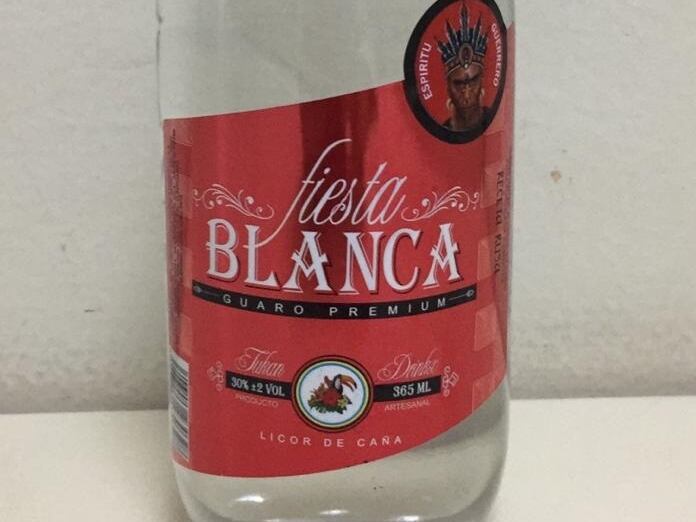 ESPIRITU GUERRERO
fiesta
BLANCA
GUARO PREMIUM
Tukan Drinks
30% ±2 VOL 365 ML
PRODUCTO ARTESANAL
LICOR DE CAÑA